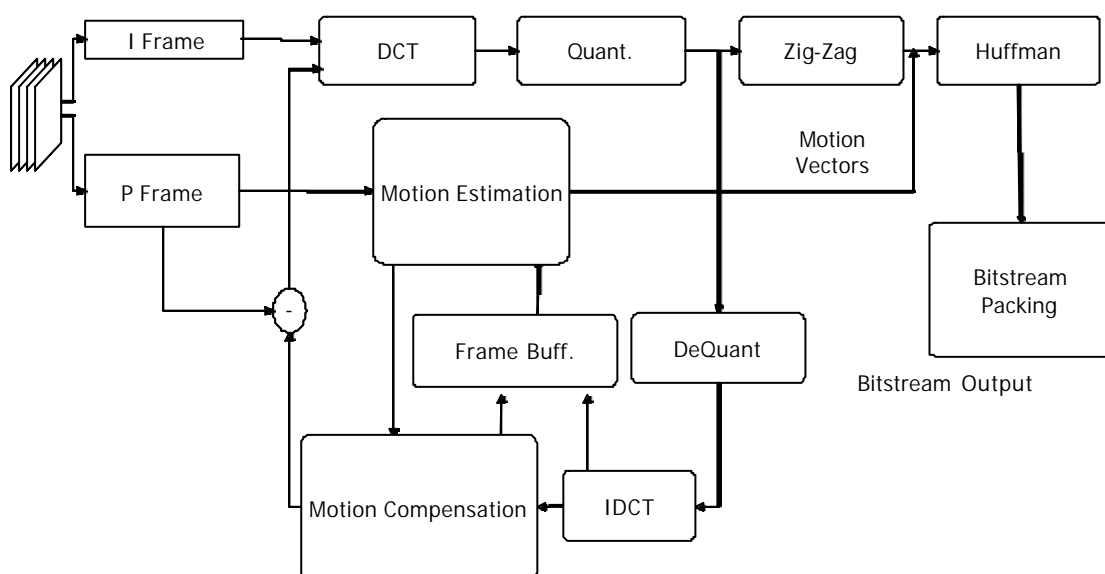 I Frame
DCT
Quant.
Zig-Zag
Huffman
Motion
Vectors
P Frame
Motion Estimation
Bitstream
Packing
-
Frame Buff.
DeQuant
Bitstream Output
Motion Compensation
IDCT